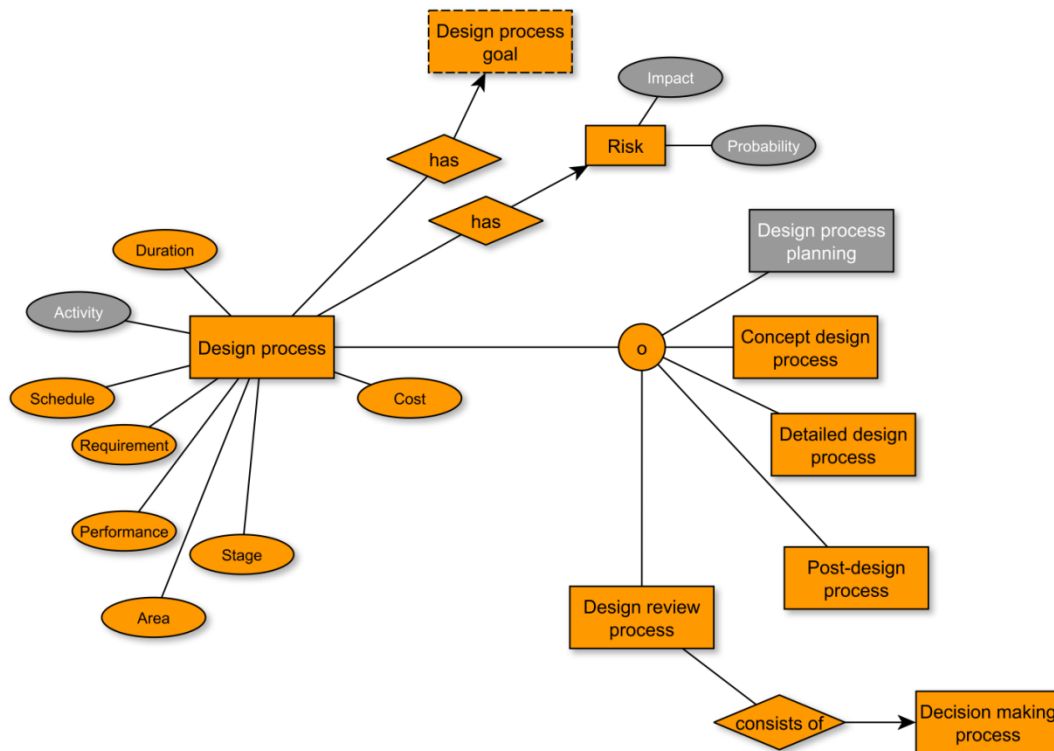 Design process
goal
Impact
Risk
Probability
has
has
Design process
planning
Duration
Activity
Design process
o
Concept design
process
Schedule
Cost
Requirement
Detailed design
process
Performance
Stage
Post-design
process
Area
Design review
process
consists of
Decision making
process